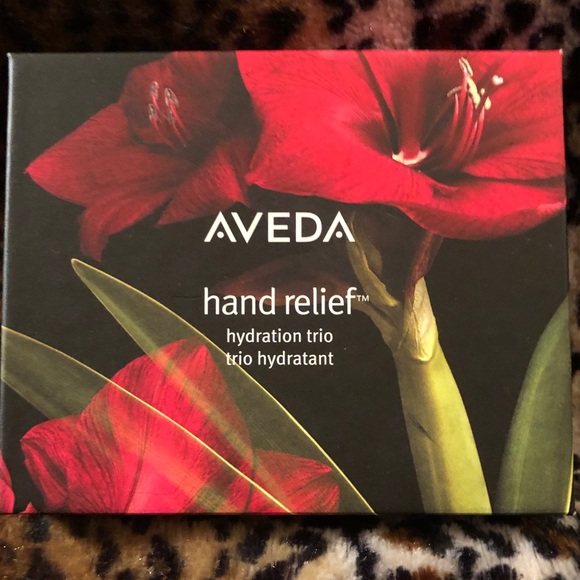 AVEDA
hand relief™
hydration trio
trio hydratant